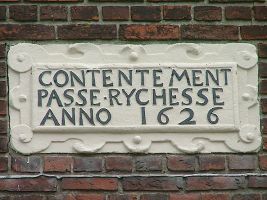 CONTENTEMENT
PASSE·RYCHESSE
ANNO 1626